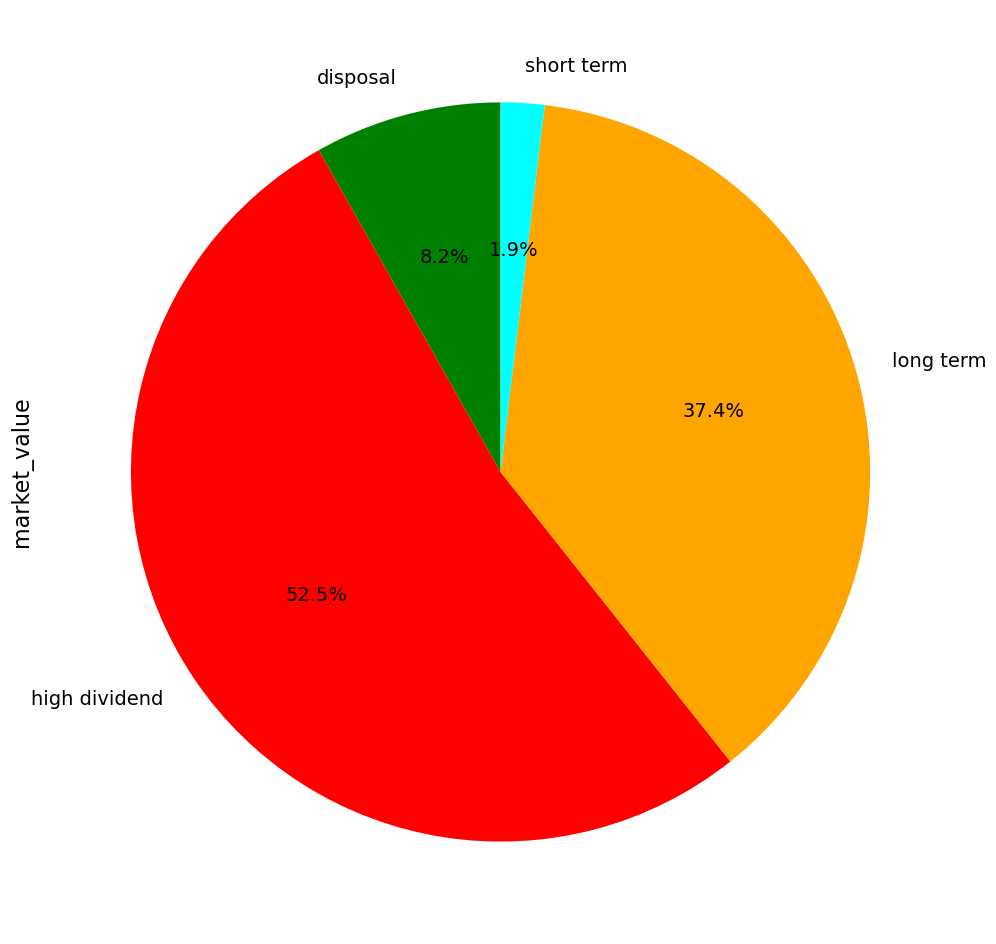 short term
disposal
8.2%
1.9%
long term
37.4%
market_value
52.5%
high dividend